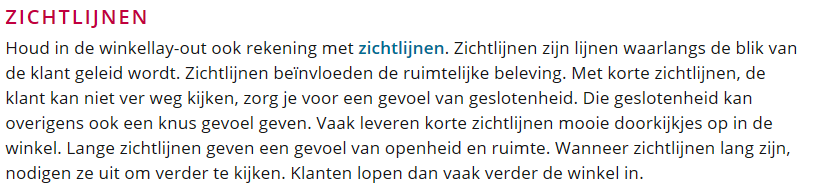 ZICHTLIJNEN
Houd in de winkellay-out ook rekening met zichtlijnen. Zichtlijnen zijn lijnen waarlangs de blik van
de klant geleid wordt. Zichtlijnen beïnvloeden de ruimtelijke beleving. Met korte zichtlijnen, de
klant kan niet ver weg kijken, zorg je voor een gevoel van geslotenheid. Die geslotenheid kan
overigens ook een knus gevoel geven. Vaak leveren korte zichtlijnen mooie doorkijkjes op in de
winkel. Lange zichtlijnen geven een gevoel van openheid en ruimte. Wanneer zichtlijnen lang zijn,
nodigen ze uit om verder te kijken. Klanten lopen dan vaak verder de winkel in.